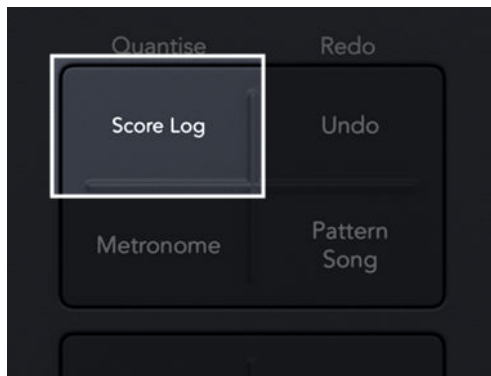 Quantise
Redo
Score Log
Undo
Metronome
Pattern
Song